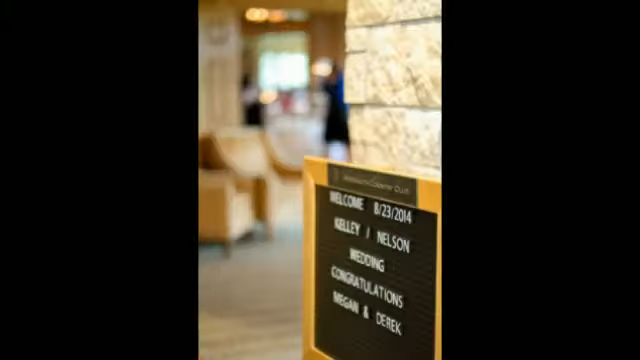 WELCOME 8/23/2014
KELLEY / NELSON
WEDDING
CONGRATULATIONS
MEGAN & DEREK